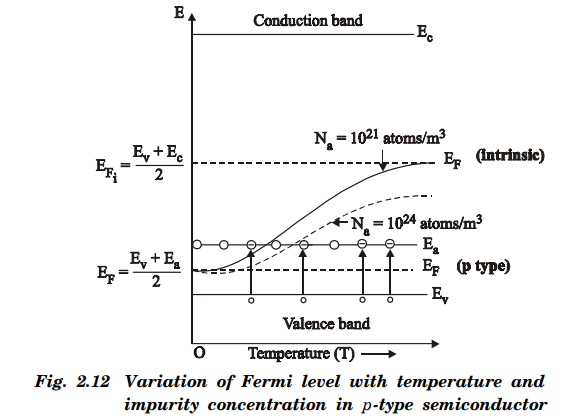 E
Conduction band
E_c
N_a = 10^21 atoms/m^3
E_Fi = (E_v + E_c)/2
E_F (Intrinsic)
N_a = 10^24 atoms/m^3
E_a
E_F = (E_v + E_a)/2
E_F (p type)
E_v
Valence band
O
Temperature (T)
Fig. 2.12 Variation of Fermi level with temperature and
impurity concentration in p-type semiconductor